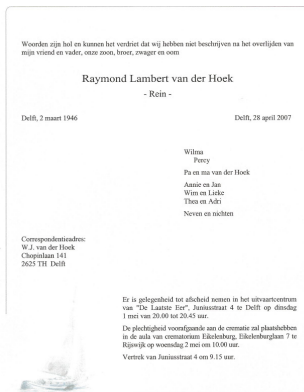 Woorden zijn hol en kunnen het verdriet dat wij hebben niet beschrijven na het overlijden van
mijn vriend en vader, onze zoon, broer, zwager en oom
Raymond Lambert van der Hoek
- Rein -
Delft, 2 maart 1946
Delft, 28 april 2007
Wilma
Percy
Pa en ma van der Hoek
Annie en Jan
Wim en Lieke
Thea en Adri
Neven en nichten
Correspondentieadres:
W.J. van der Hoek
Chopinlaan 141
2625 TH Delft
Er is gelegenheid tot afscheid nemen in het uitvaartcentrum
van "De Laatste Eer", Juniusstraat 4 te Delft op dinsdag
1 mei van 20.00 tot 20.45 uur.
De plechtigheid voorafgaande aan de crematie zal plaatshebben
in de aula van crematorium Eikelenburg, Eikelenburglaan 7 te
Rijswijk op woensdag 2 mei om 10.00 uur.
Vertrek van Juniusstraat 4 om 9.15 uur.